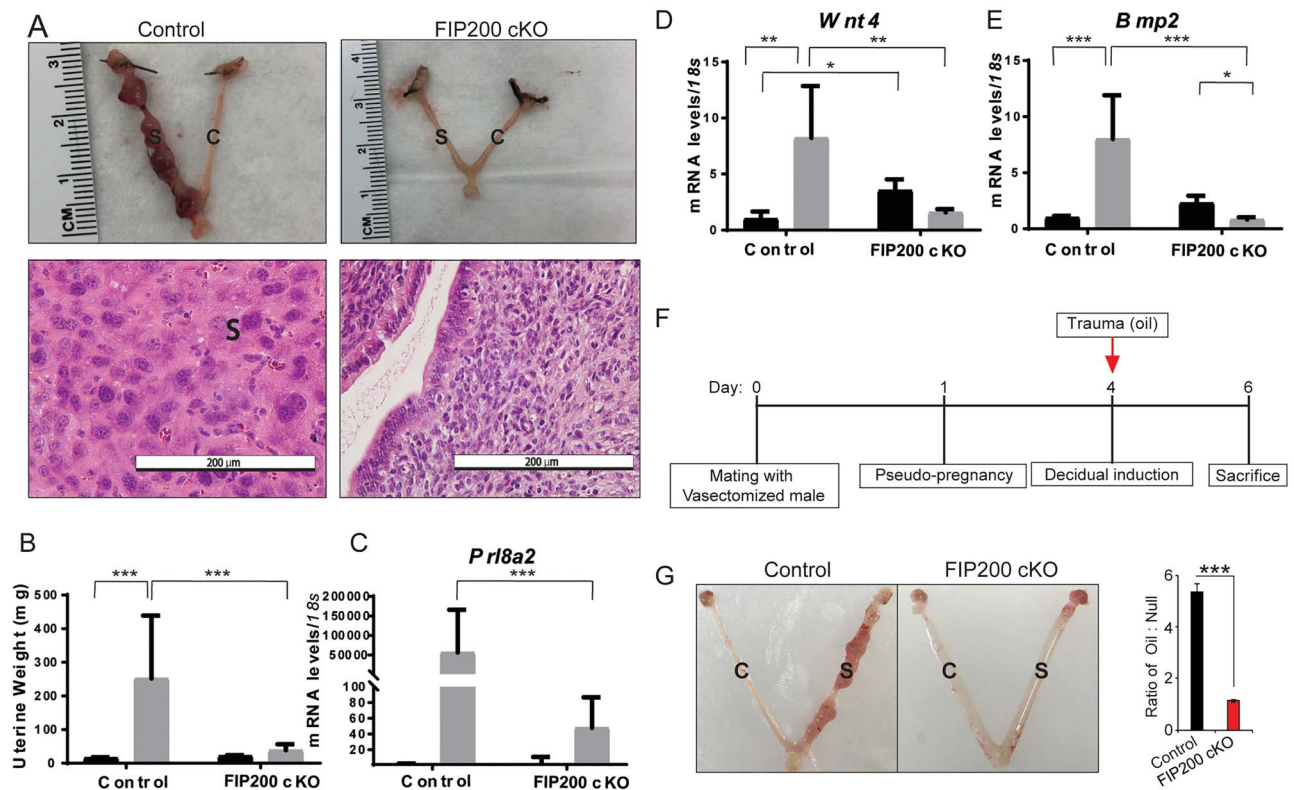 A
Control
FIP200 cKO
3
2
1
CM
S
C
4
3
2
1
CM
S
C
S
200 µm
200 µm
B
Uterine Weight (mg)
500
400
300
200
100
0
***
***
Control
FIP200 cKO
C
Prl8a2
mRNA levels/18s
200000
150000
100000
50000
100
80
60
40
20
***
Control
FIP200 cKO
D
Wnt4
mRNA levels/18s
15
10
5
0
**
**
*
Control
FIP200 cKO
E
Bmp2
mRNA levels/18s
15
10
5
0
***
***
*
Control
FIP200 cKO
F
Trauma (oil)
Day: 0 1 4 6
Mating with
Vasectomized male
Pseudo-pregnancy
Decidual induction
Sacrifice
G
Control
FIP200 cKO
C
S
C
S
Ratio of Oil : Null
6
4
2
0
***
Control
FIP200 cKO